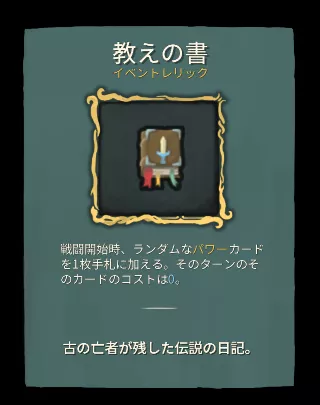 教えの書
イベントレリック
戦闘開始時、ランダムなパワーカード
を1枚手札に加える。そのターンのそ
のカードのコストは0。
古の亡者が残した伝説の日記。